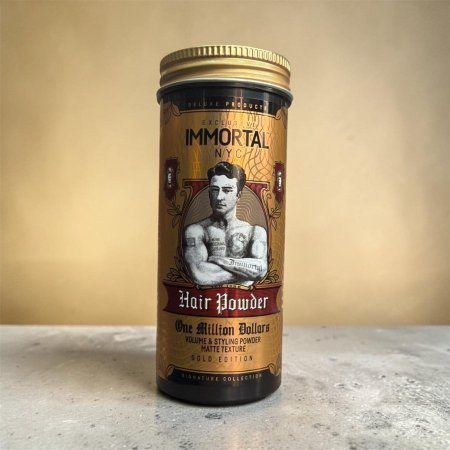 DELUXE PRODUCTS
EXCLUSIVE
IMMORTAL
NYC
Immortal
Hair Powder
One Million Dollars
VOLUME & STYLING POWDER
MATTE TEXTURE
GOLD EDITION
SIGNATURE COLLECTION